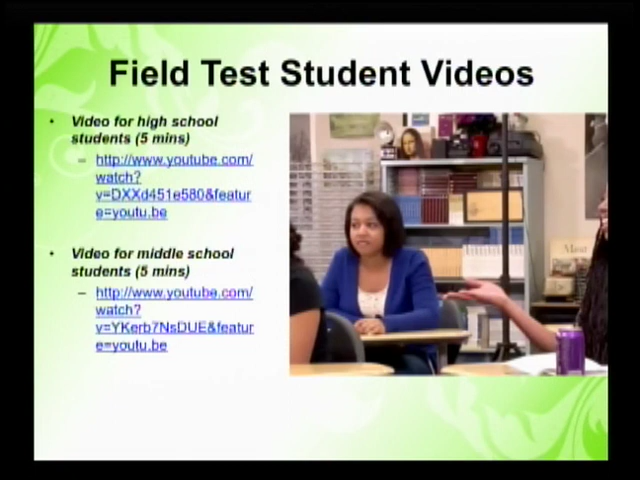 Field Test Student Videos
• Video for high school
students (5 mins)
– http://www.youtube.com/
watch?
v=DXXd451e580&featur
e=youtu.be
• Video for middle school
students (5 mins)
– http://www.youtube.com/
watch?
v=YKerb7NsDUE&featur
e=youtu.be